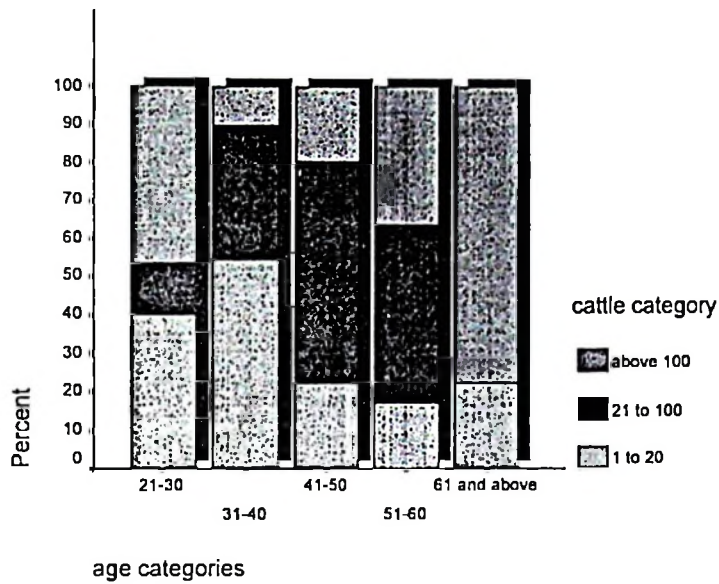 100
90
80
70
60
50
40
30
20
10
0
Percent
21-30
31-40
41-50
51-60
61 and above
age categories
cattle category
above 100
21 to 100
1 to 20